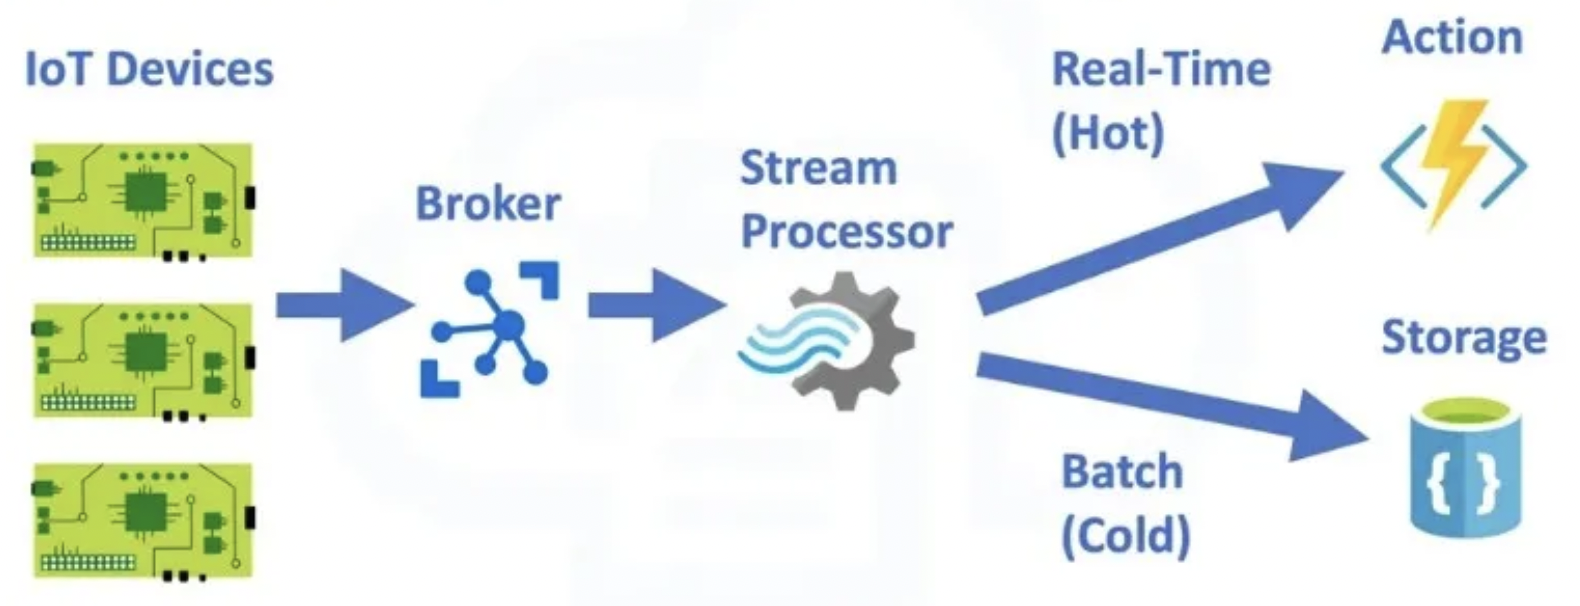 IoT Devices
Broker
Stream
Processor
Real-Time
(Hot)
Action
Batch
(Cold)
Storage
{ }